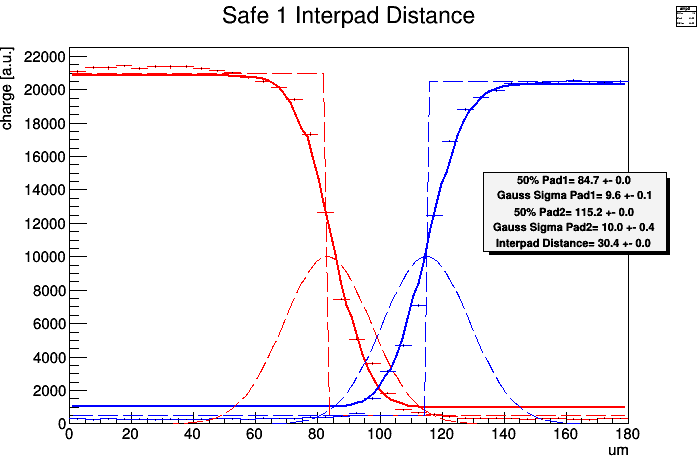 Safe 1 Interpad Distance
charge [a.u.]
22000
20000
18000
16000
14000
12000
10000
8000
6000
4000
2000
0
50% Pad1= 84.7 +- 0.0
Gauss Sigma Pad1= 9.6 +- 0.1
50% Pad2= 115.2 +- 0.0
Gauss Sigma Pad2= 10.0 +- 0.4
Interpad Distance= 30.4 +- 0.0
0 20 40 60 80 100 120 140 160 180
um